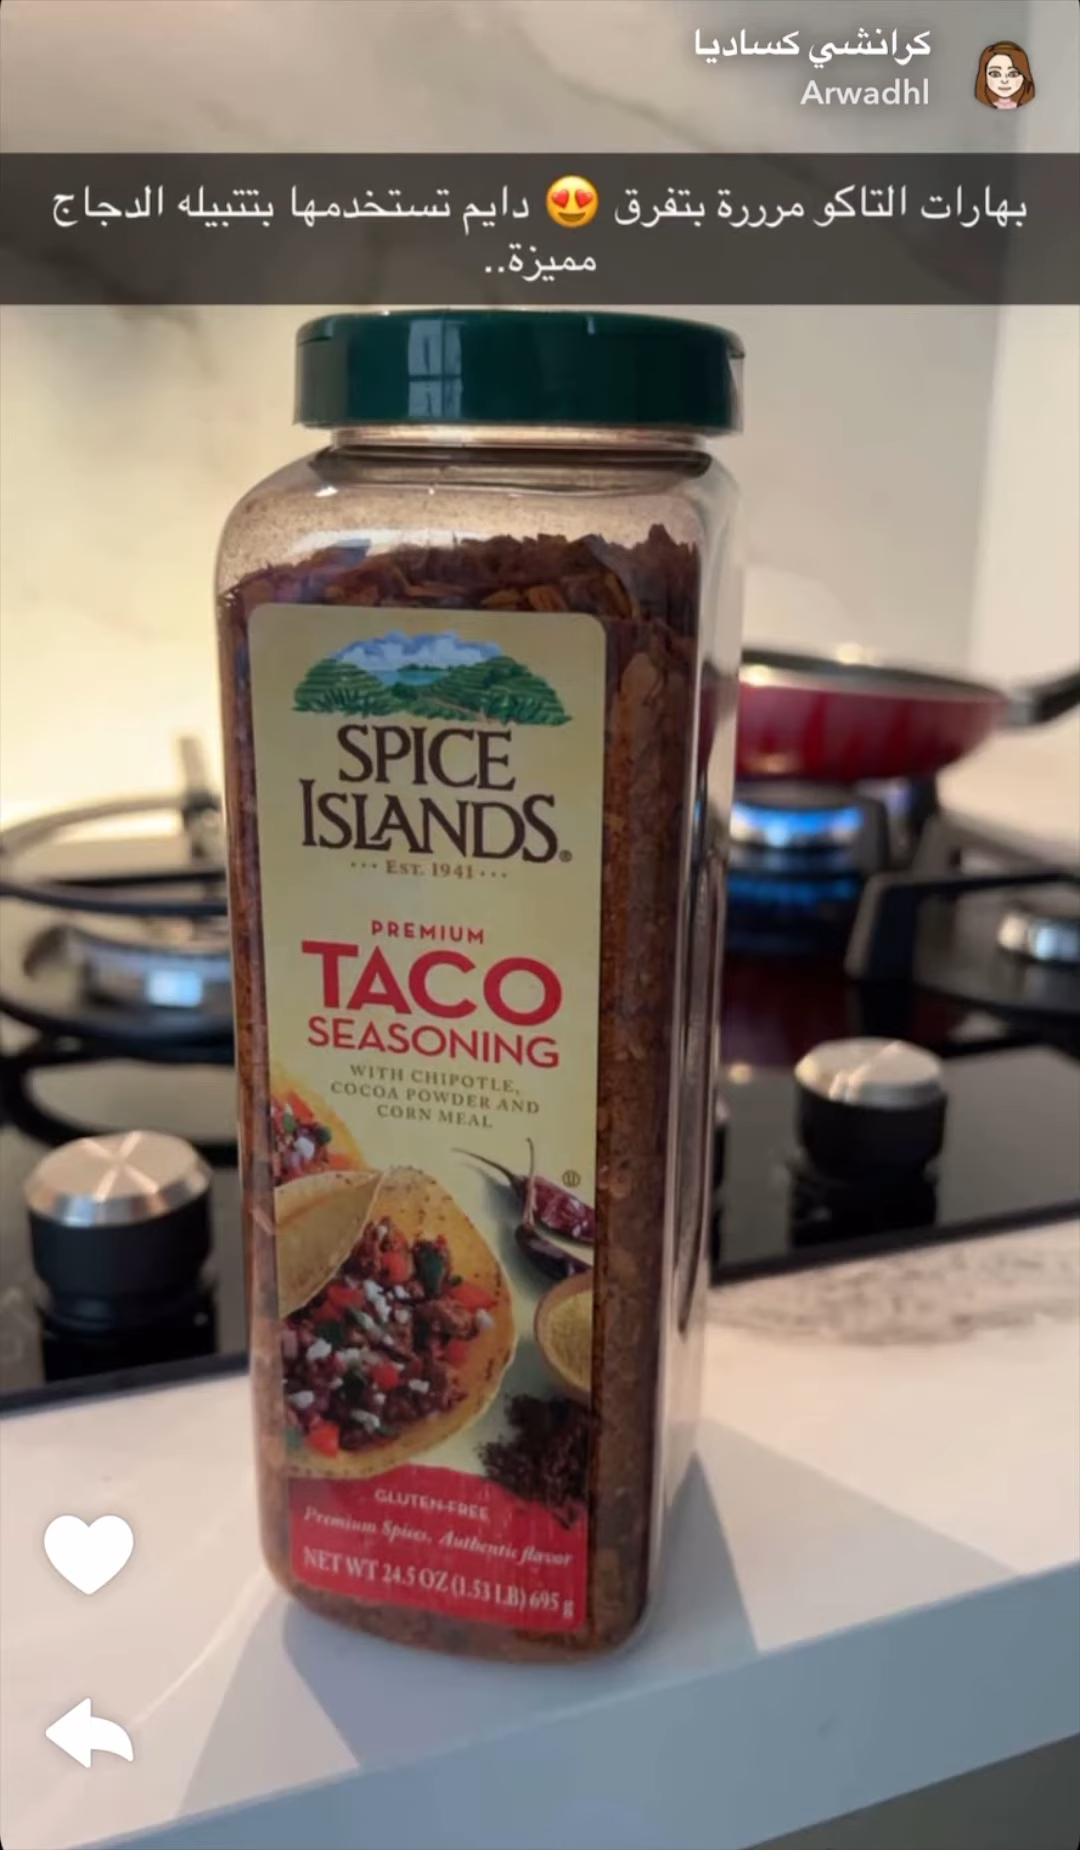 كرانشي كساديا
Arwadhl
بهارات التاكو مرررة بتفرق 😍 دايم تستخدمها بتتبيله الدجاج
مميزة..
SPICE
ISLANDS®
··· EST. 1941 ···
PREMIUM
TACO
SEASONING
WITH CHIPOTLE,
COCOA POWDER AND
CORN MEAL
GLUTEN-FREE
Premium Spices, Authentic flavor
NET WT 24.5 OZ (1.53 LB) 695 g